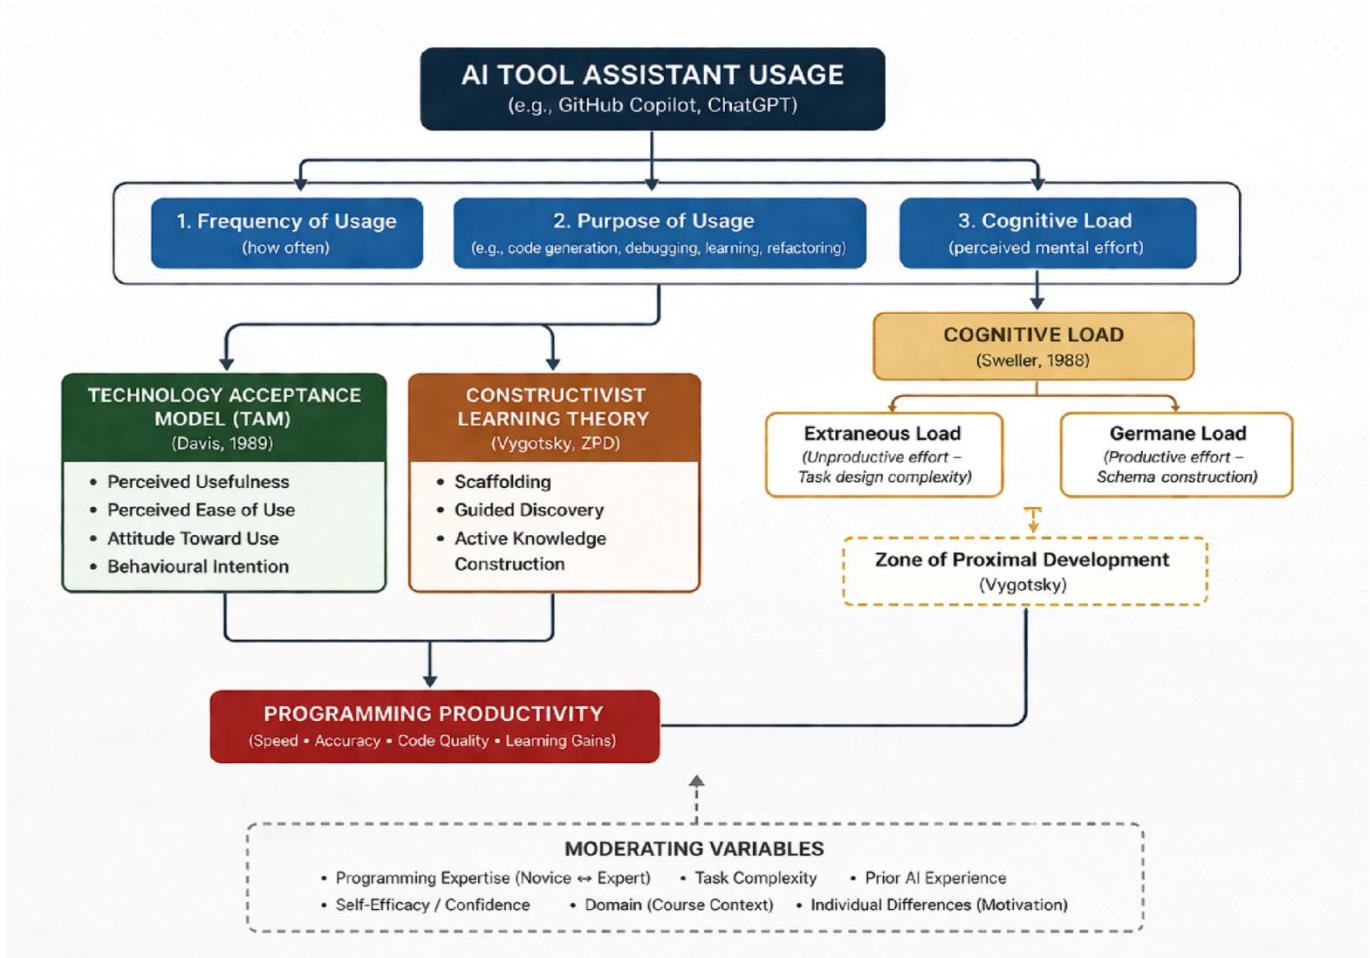 AI TOOL ASSISTANT USAGE
(e.g., GitHub Copilot, ChatGPT)
1. Frequency of Usage
(how often)
2. Purpose of Usage
(e.g., code generation, debugging, learning, refactoring)
3. Cognitive Load
(perceived mental effort)
COGNITIVE LOAD
(Sweller, 1988)
TECHNOLOGY ACCEPTANCE
MODEL (TAM)
(Davis, 1989)
• Perceived Usefulness
• Perceived Ease of Use
• Attitude Toward Use
• Behavioural Intention
CONSTRUCTIVIST
LEARNING THEORY
(Vygotsky, ZPD)
• Scaffolding
• Guided Discovery
• Active Knowledge
Construction
Extraneous Load
(Unproductive effort –
Task design complexity)
Germane Load
(Productive effort –
Schema construction)
Zone of Proximal Development
(Vygotsky)
PROGRAMMING PRODUCTIVITY
(Speed • Accuracy • Code Quality • Learning Gains)
MODERATING VARIABLES
• Programming Expertise (Novice ↔ Expert) • Task Complexity • Prior AI Experience
• Self-Efficacy / Confidence • Domain (Course Context) • Individual Differences (Motivation)